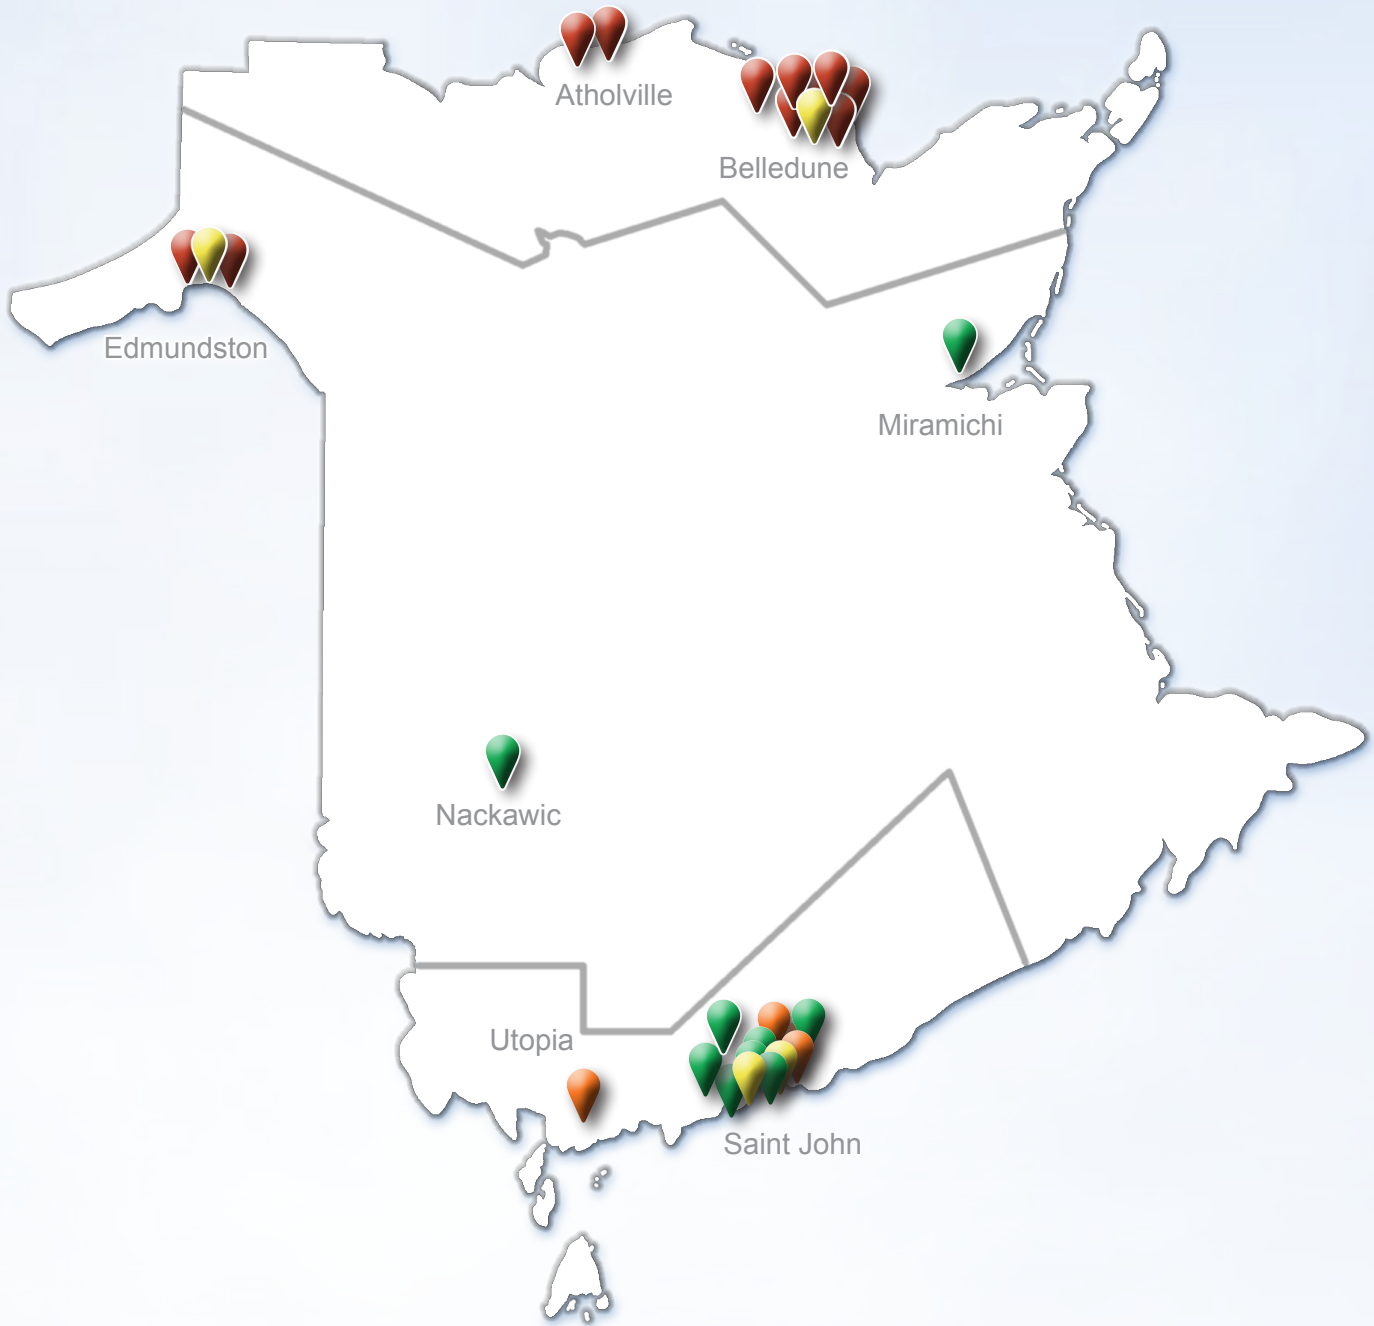 Atholville
Belledune
Edmundston
Miramichi
Nackawic
Utopia
Saint John